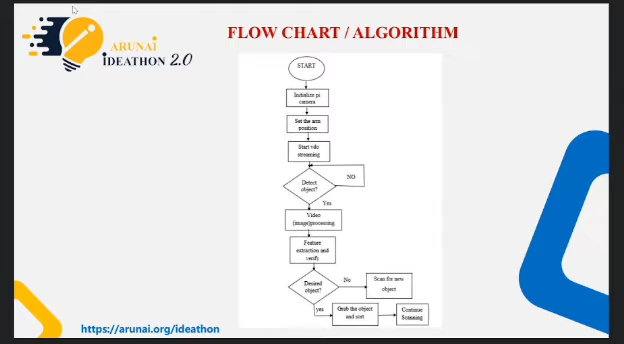 ARUNAi
iDEATHON 2.0
FLOW CHART / ALGORITHM
START
Initialize pi
camera
Set the arm
position
Start vdo
streaming
Detect
object?
NO
Yes
Video
(image)processing
Feature
extraction and
verify
Desired
object?
No
Scan for new
object
yes
Grab the object
and sort
Continue
Scanning
https://arunai.org/ideathon